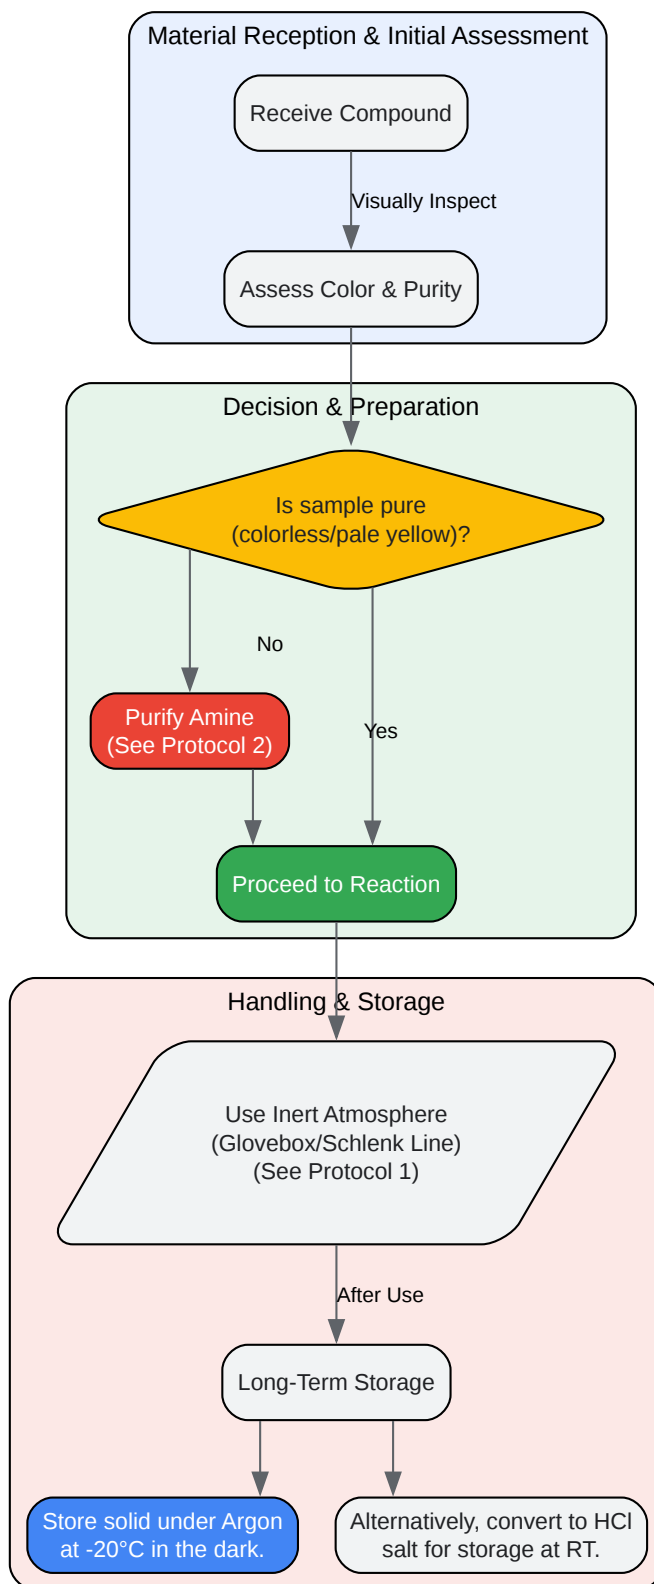 Material Reception & Initial Assessment
Receive Compound
Visually Inspect
Assess Color & Purity
Decision & Preparation
Is sample pure
(colorless/pale yellow)?
No
Purify Amine
(See Protocol 2)
Yes
Proceed to Reaction
Handling & Storage
Use Inert Atmosphere
(Glovebox/Schlenk Line)
(See Protocol 1)
After Use
Long-Term Storage
Store solid under Argon
at -20°C in the dark.
Alternatively, convert to HCl
salt for storage at RT.